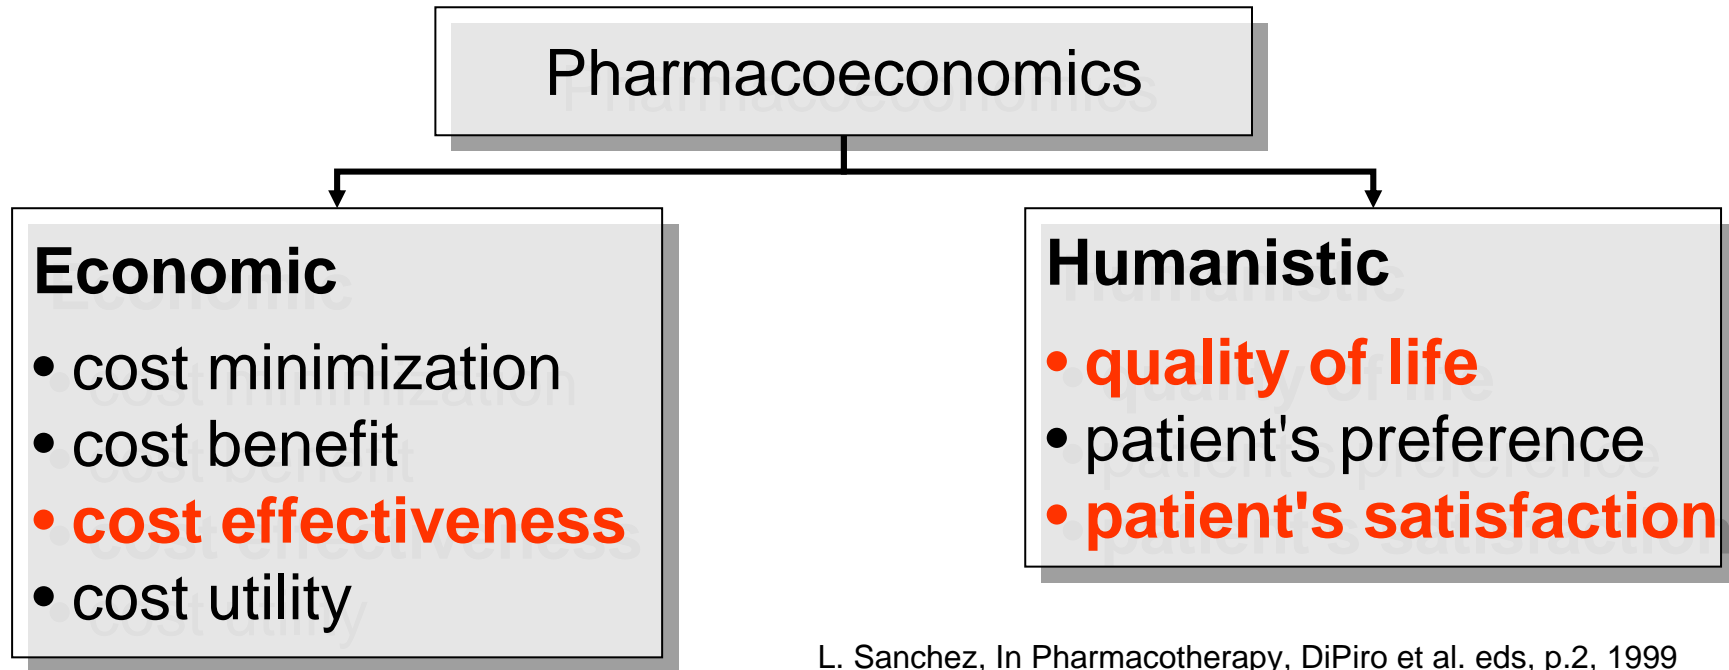 Pharmacoeconomics
Economic
• cost minimization
• cost benefit
• cost effectiveness
• cost utility
Humanistic
• quality of life
• patient's preference
• patient's satisfaction
L. Sanchez, In Pharmacotherapy, DiPiro et al. eds, p.2, 1999